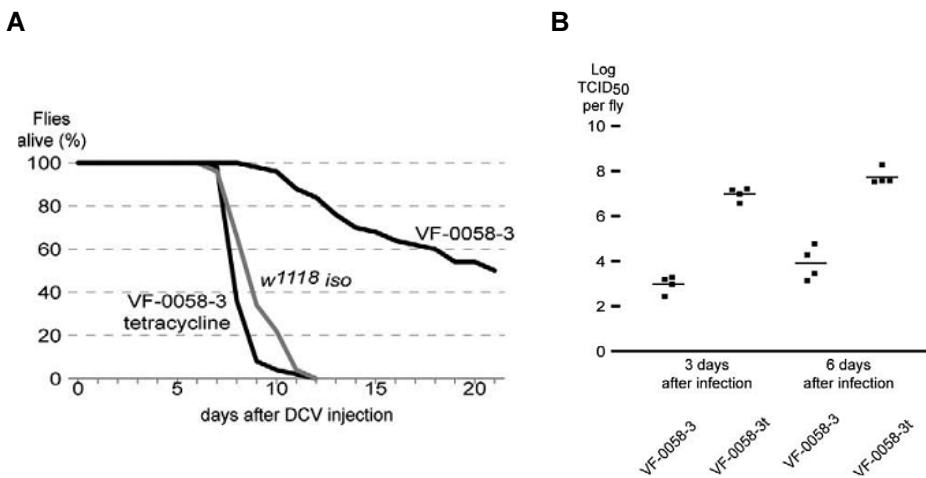 A
Flies
alive (%)
100
80
60
40
20
0
0 5 10 15 20
days after DCV injection
VF-0058-3
w1118 iso
VF-0058-3
tetracycline
B
Log
TCID50
per fly
10
8
6
4
2
0
3 days
after infection
6 days
after infection
VF-0058-3
VF-0058-3t
VF-0058-3
VF-0058-3t